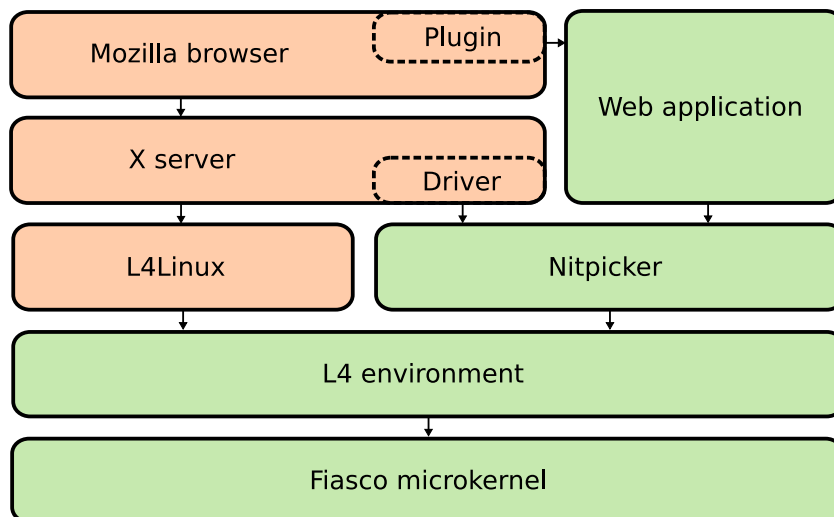 Plugin
Mozilla browser
Web application
X server
Driver
L4Linux
Nitpicker
L4 environment
Fiasco microkernel